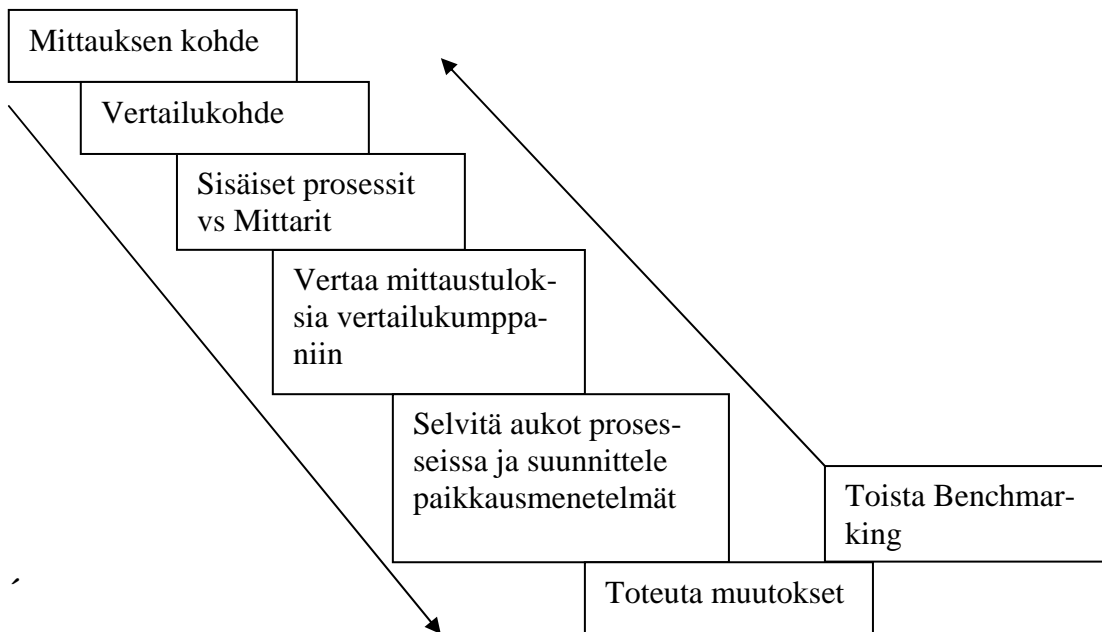 Mittauksen kohde
Vertailukohde
Sisäiset prosessit
vs Mittarit
Vertaa mittaustulok-
sia vertailukumppa-
niin
Selvitä aukot proses-
seissa ja suunnittele
paikkausmenetelmät
Toista Benchmar-
king
Toteuta muutokset
´